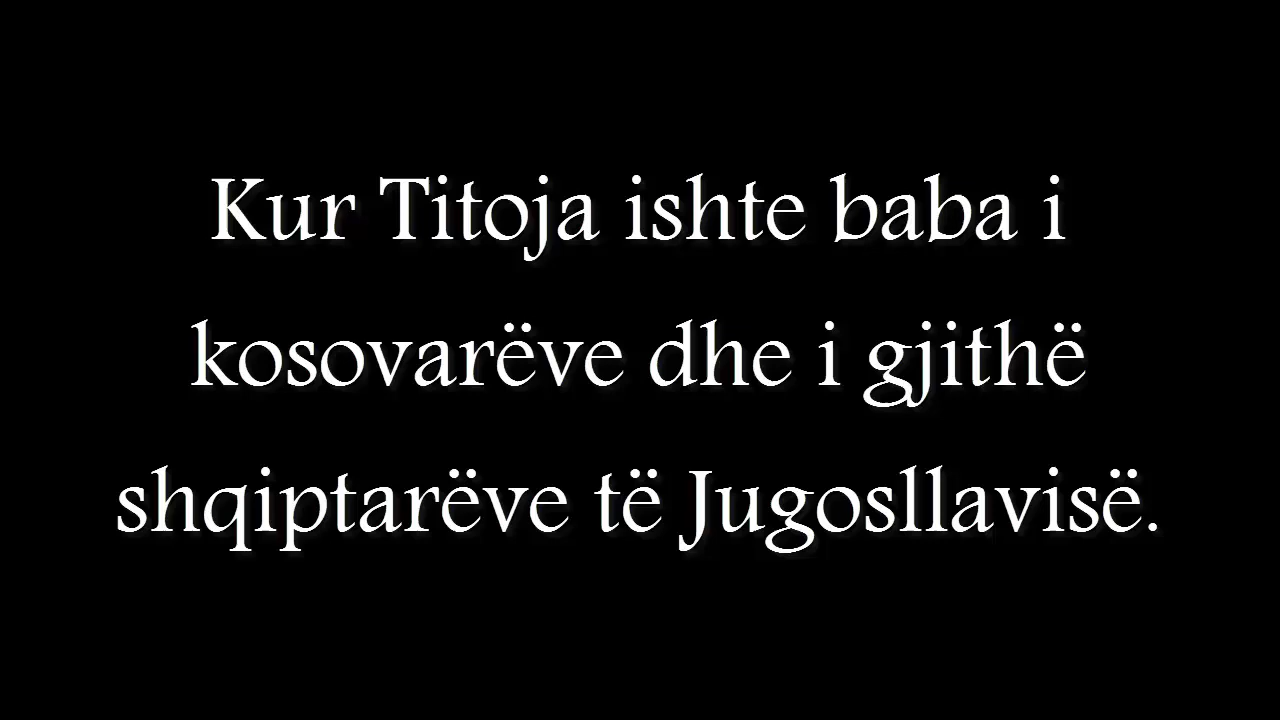 Kur Titoja ishte baba i
kosovarëve dhe i gjithë
shqiptarëve të Jugosllavisë.